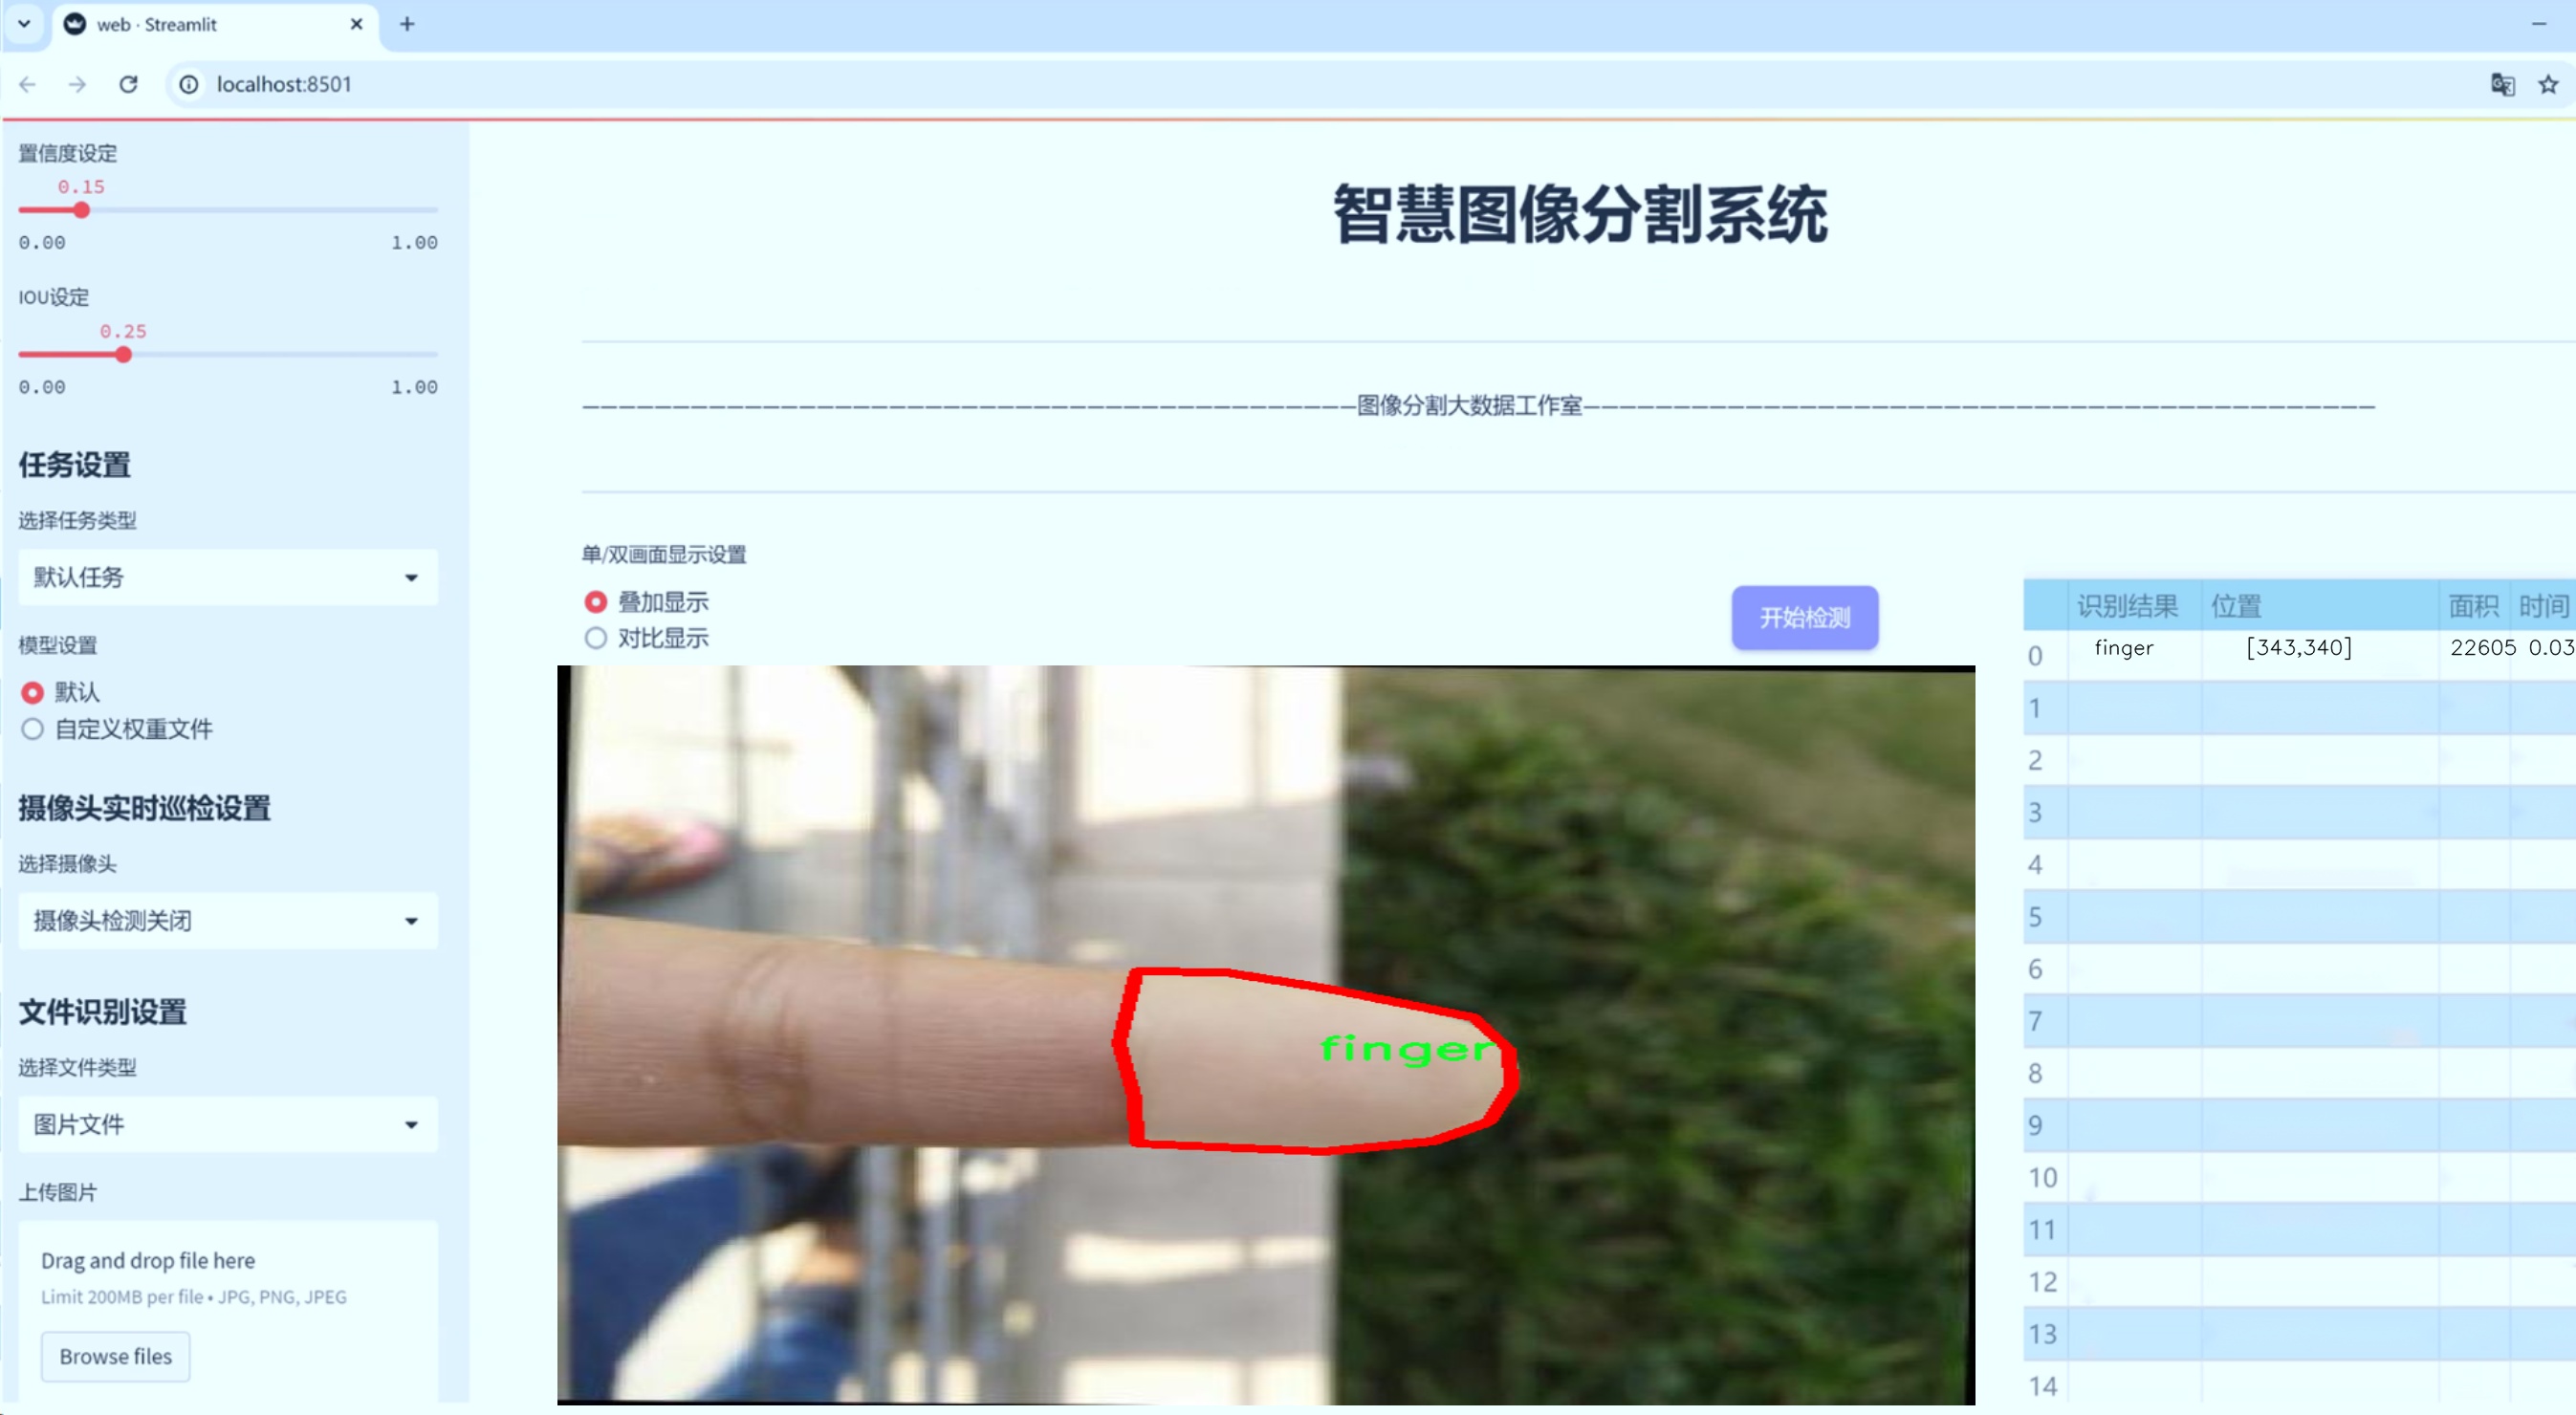 web · Streamlit
localhost:8501
置信度设定
0.15
0.00 1.00
IOU设定
0.25
0.00 1.00
任务设置
选择任务类型
默认任务
模型设置
默认
自定义权重文件
摄像头实时巡检设置
选择摄像头
摄像头检测关闭
文件识别设置
选择文件类型
图片文件
上传图片
Drag and drop file here
Limit 200MB per file • JPG, PNG, JPEG
Browse files
智慧图像分割系统
———————————————————————————————————————————图像分割大数据工作室————————————————————————————————————————————
单/双画面显示设置
叠加显示
对比显示
开始检测
finger
识别结果 位置 面积 时间
0 finger [343,340] 22605 0.03
1
2
3
4
5
6
7
8
9
10
11
12
13
14